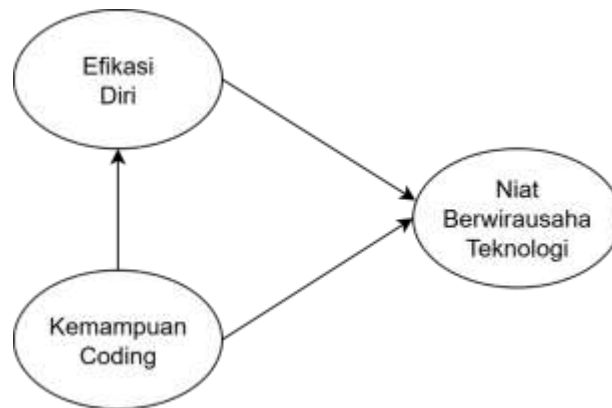 Efikasi
Diri
Niat
Berwirausaha
Teknologi
Kemampuan
Coding